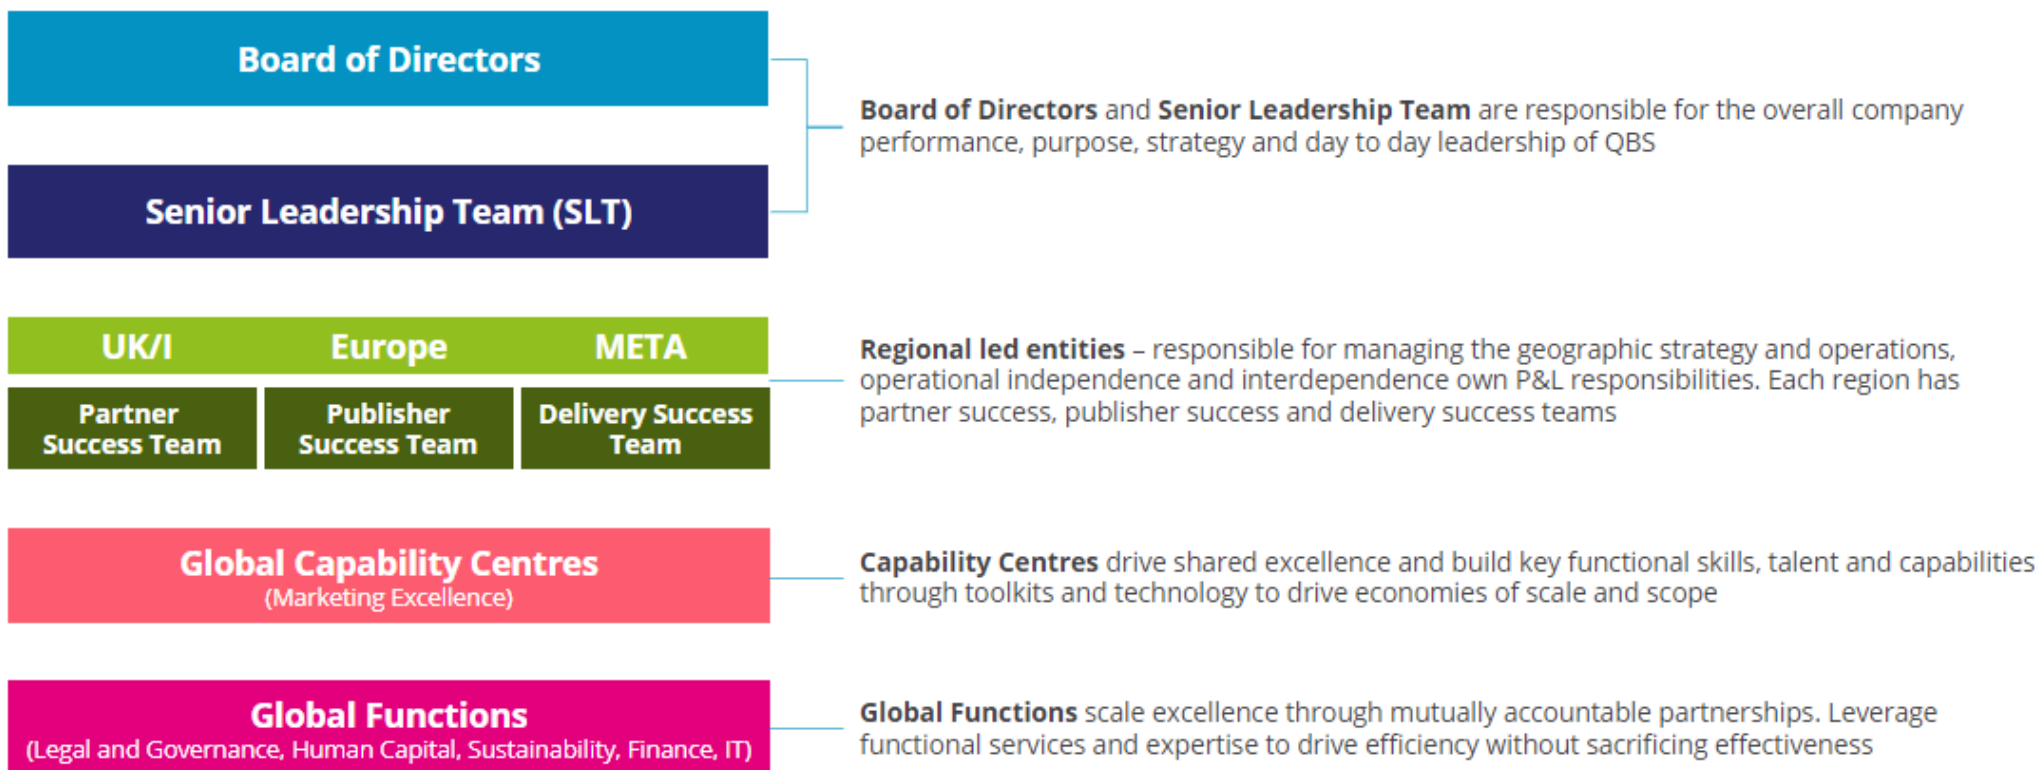 Board of Directors
Senior Leadership Team (SLT)
Board of Directors and Senior Leadership Team are responsible for the overall company
performance, purpose, strategy and day to day leadership of QBS
UK/I
Europe
META
Partner
Success Team
Publisher
Success Team
Delivery Success
Team
Regional led entities – responsible for managing the geographic strategy and operations,
operational independence and interdependence own P&L responsibilities. Each region has
partner success, publisher success and delivery success teams
Global Capability Centres
(Marketing Excellence)
Capability Centres drive shared excellence and build key functional skills, talent and capabilities
through toolkits and technology to drive economies of scale and scope
Global Functions
(Legal and Governance, Human Capital, Sustainability, Finance, IT)
Global Functions scale excellence through mutually accountable partnerships. Leverage
functional services and expertise to drive efficiency without sacrificing effectiveness